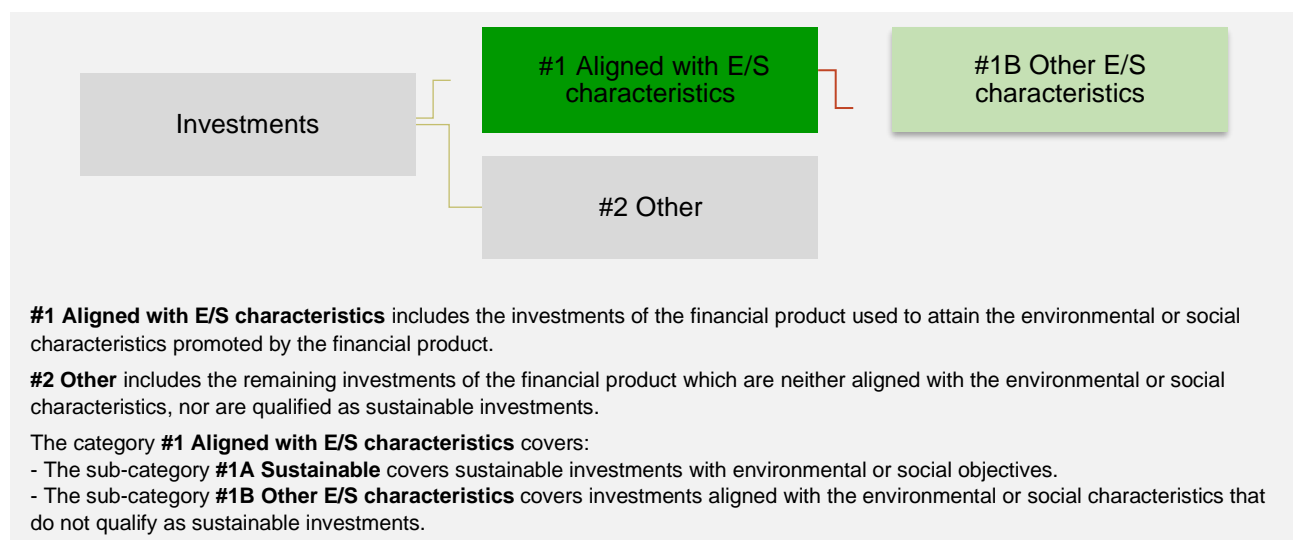 #1 Aligned with E/S
characteristics
#1B Other E/S
characteristics
Investments
#2 Other
#1 Aligned with E/S characteristics includes the investments of the financial product used to attain the environmental or social
characteristics promoted by the financial product.
#2 Other includes the remaining investments of the financial product which are neither aligned with the environmental or social
characteristics, nor are qualified as sustainable investments.
The category #1 Aligned with E/S characteristics covers:
- The sub-category #1A Sustainable covers sustainable investments with environmental or social objectives.
- The sub-category #1B Other E/S characteristics covers investments aligned with the environmental or social characteristics that
do not qualify as sustainable investments.